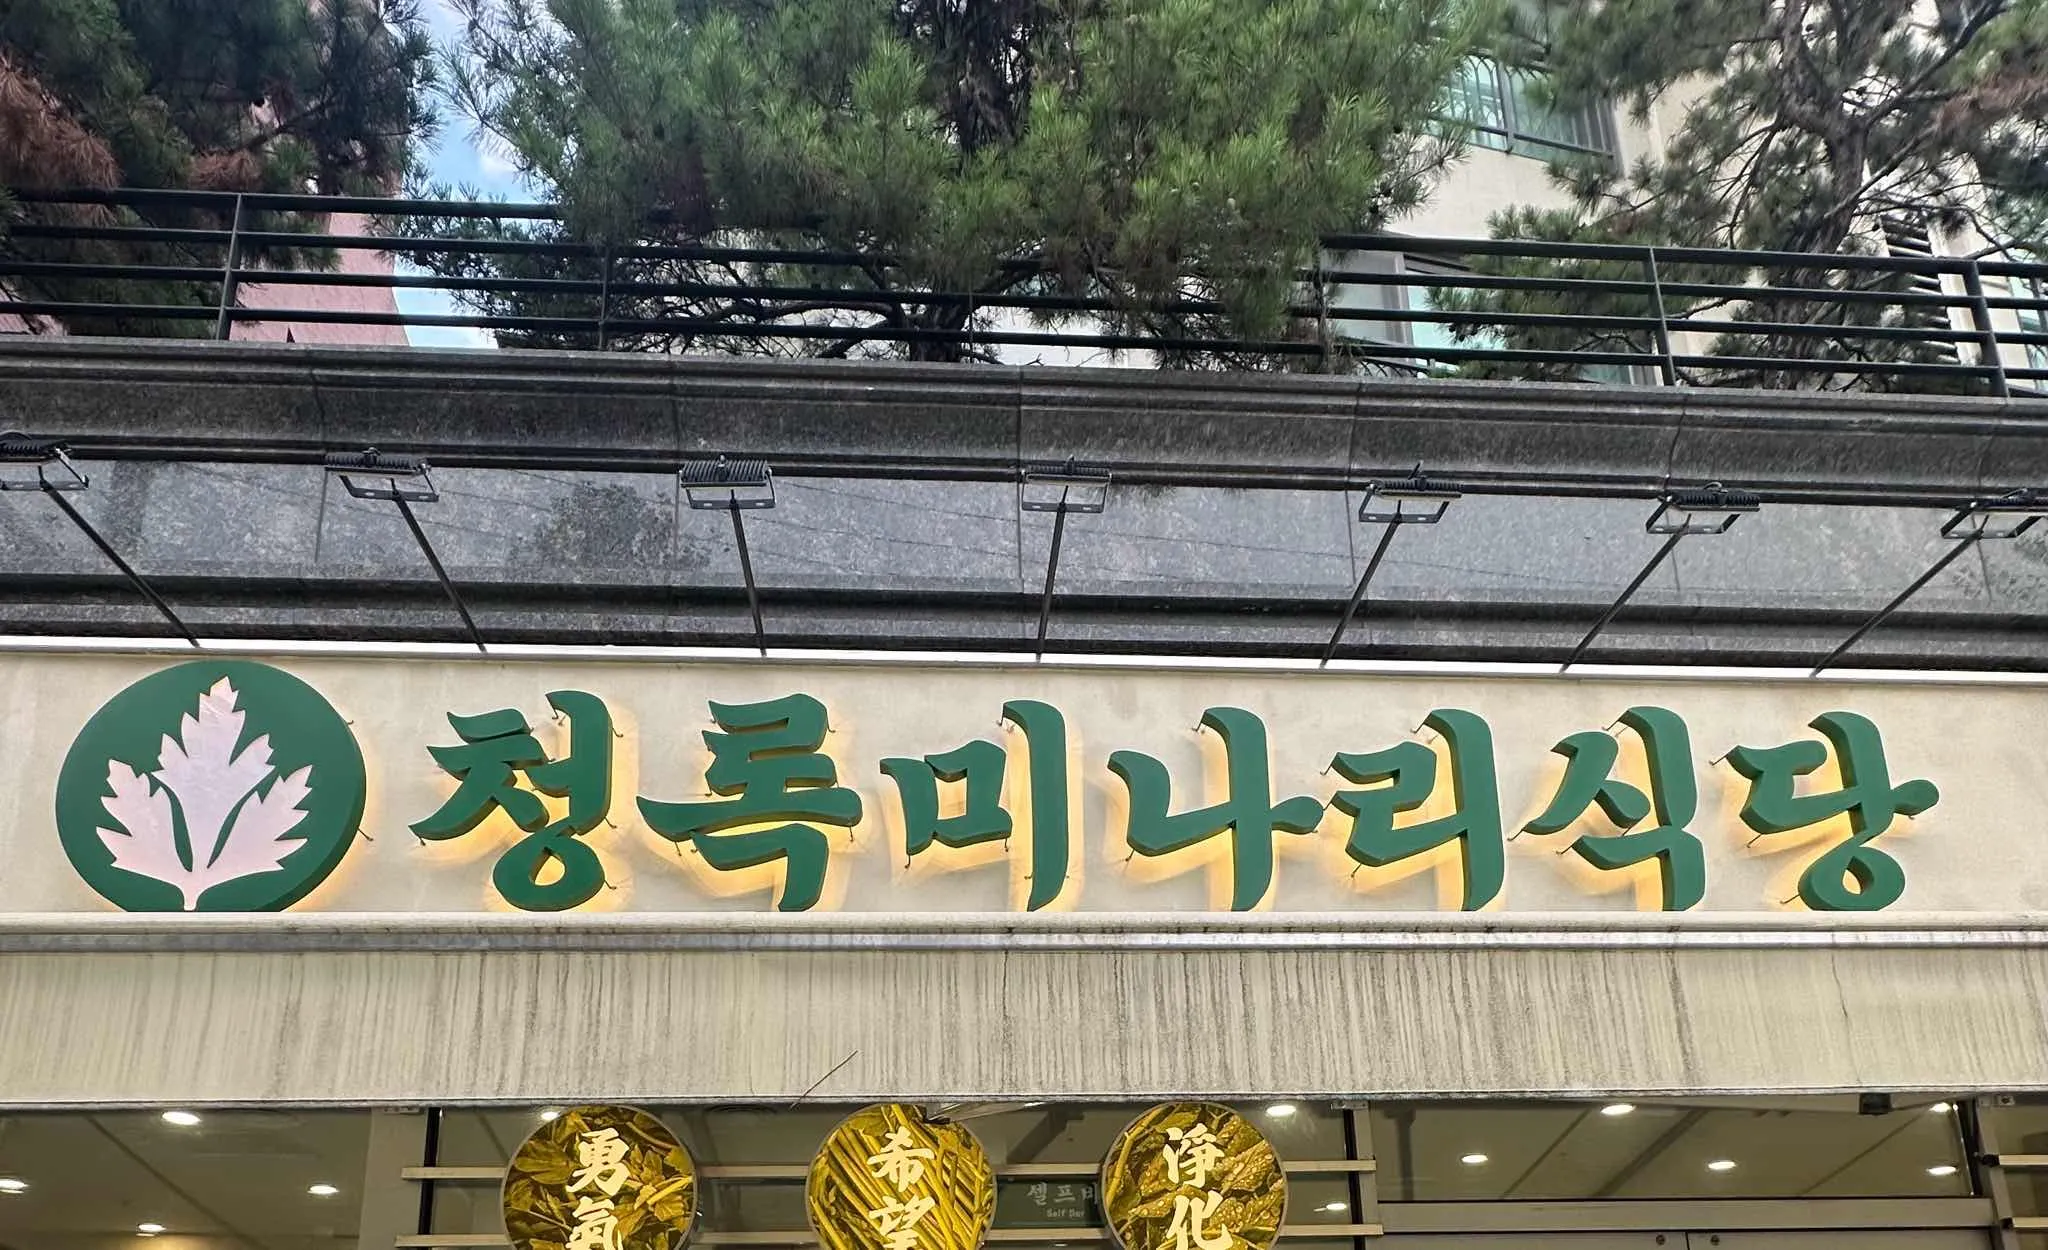 청록미나리식당
勇氣
希望
淨化
셀프바
Self Bar